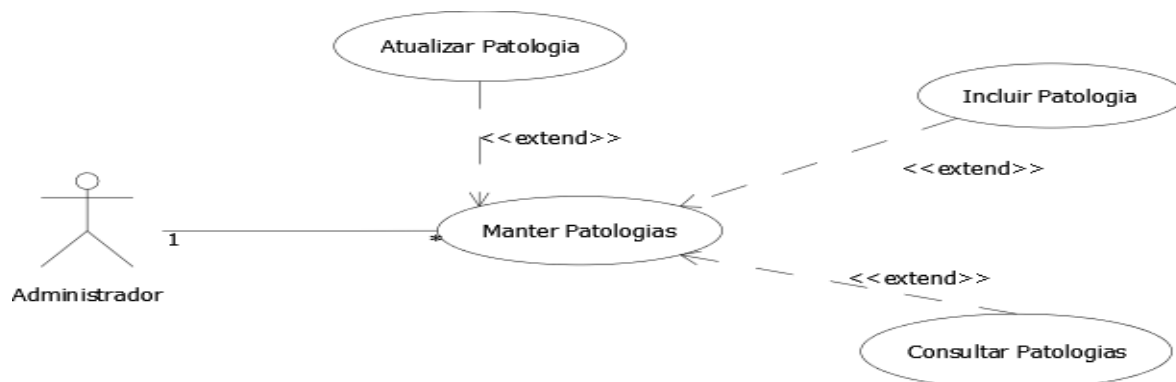 Atualizar Patologia
Incluir Patologia
<<extend>>
<<extend>>
Manter Patologias
1
*
<<extend>>
Administrador
Consultar Patologias